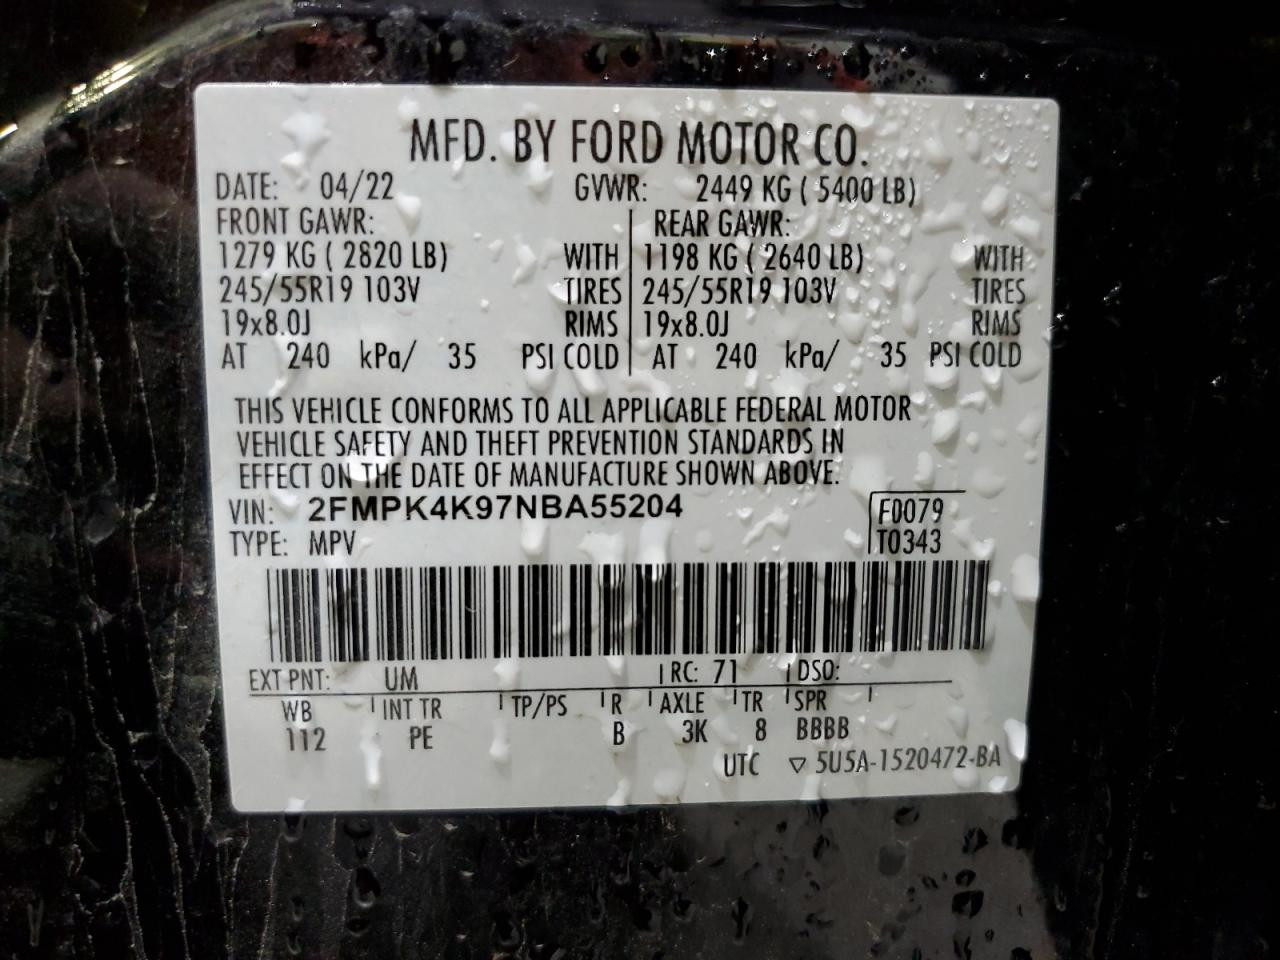 MFD. BY FORD MOTOR CO.
DATE: 04/22 GVWR: 2449 KG ( 5400 LB)
FRONT GAWR: REAR GAWR:
1279 KG ( 2820 LB) WITH 1198 KG ( 2640 LB) WITH
245/55R19 103V TIRES 245/55R19 103V TIRES
19x8.0J RIMS 19x8.0J RIMS
AT 240 kPa/ 35 PSI COLD AT 240 kPa/ 35 PSI COLD
THIS VEHICLE CONFORMS TO ALL APPLICABLE FEDERAL MOTOR
VEHICLE SAFETY AND THEFT PREVENTION STANDARDS IN
EFFECT ON THE DATE OF MANUFACTURE SHOWN ABOVE.
VIN: 2FMPK4K97NBA55204 F0079
TYPE: MPV T0343
EXT PNT: UM RC: 71 DSO:
WB INT TR TP/PS R AXLE TR SPR
112 PE B 3K 8 BBBB
UTC ▽ 5U5A-1520472-BA